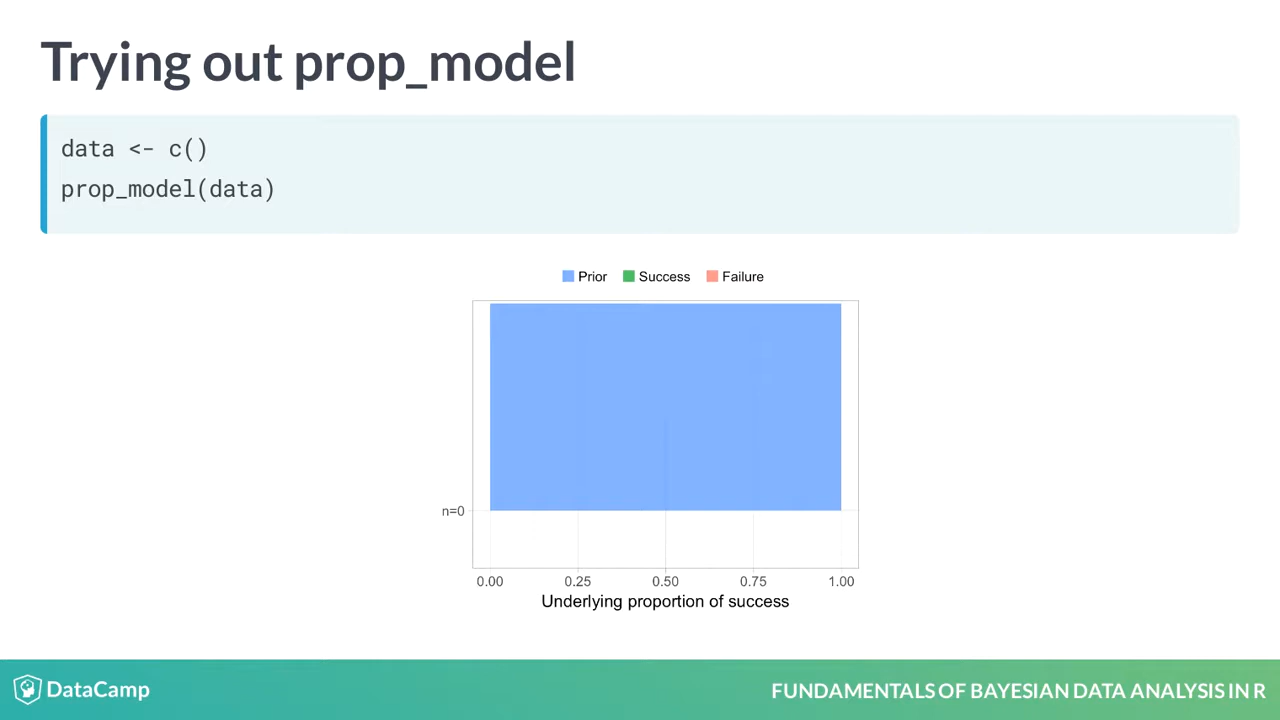 Trying out prop_model
data <- c()
prop_model(data)
Prior Success Failure
n=0
0.00 0.25 0.50 0.75 1.00
Underlying proportion of success
DataCamp
FUNDAMENTALS OF BAYESIAN DATA ANALYSIS IN R